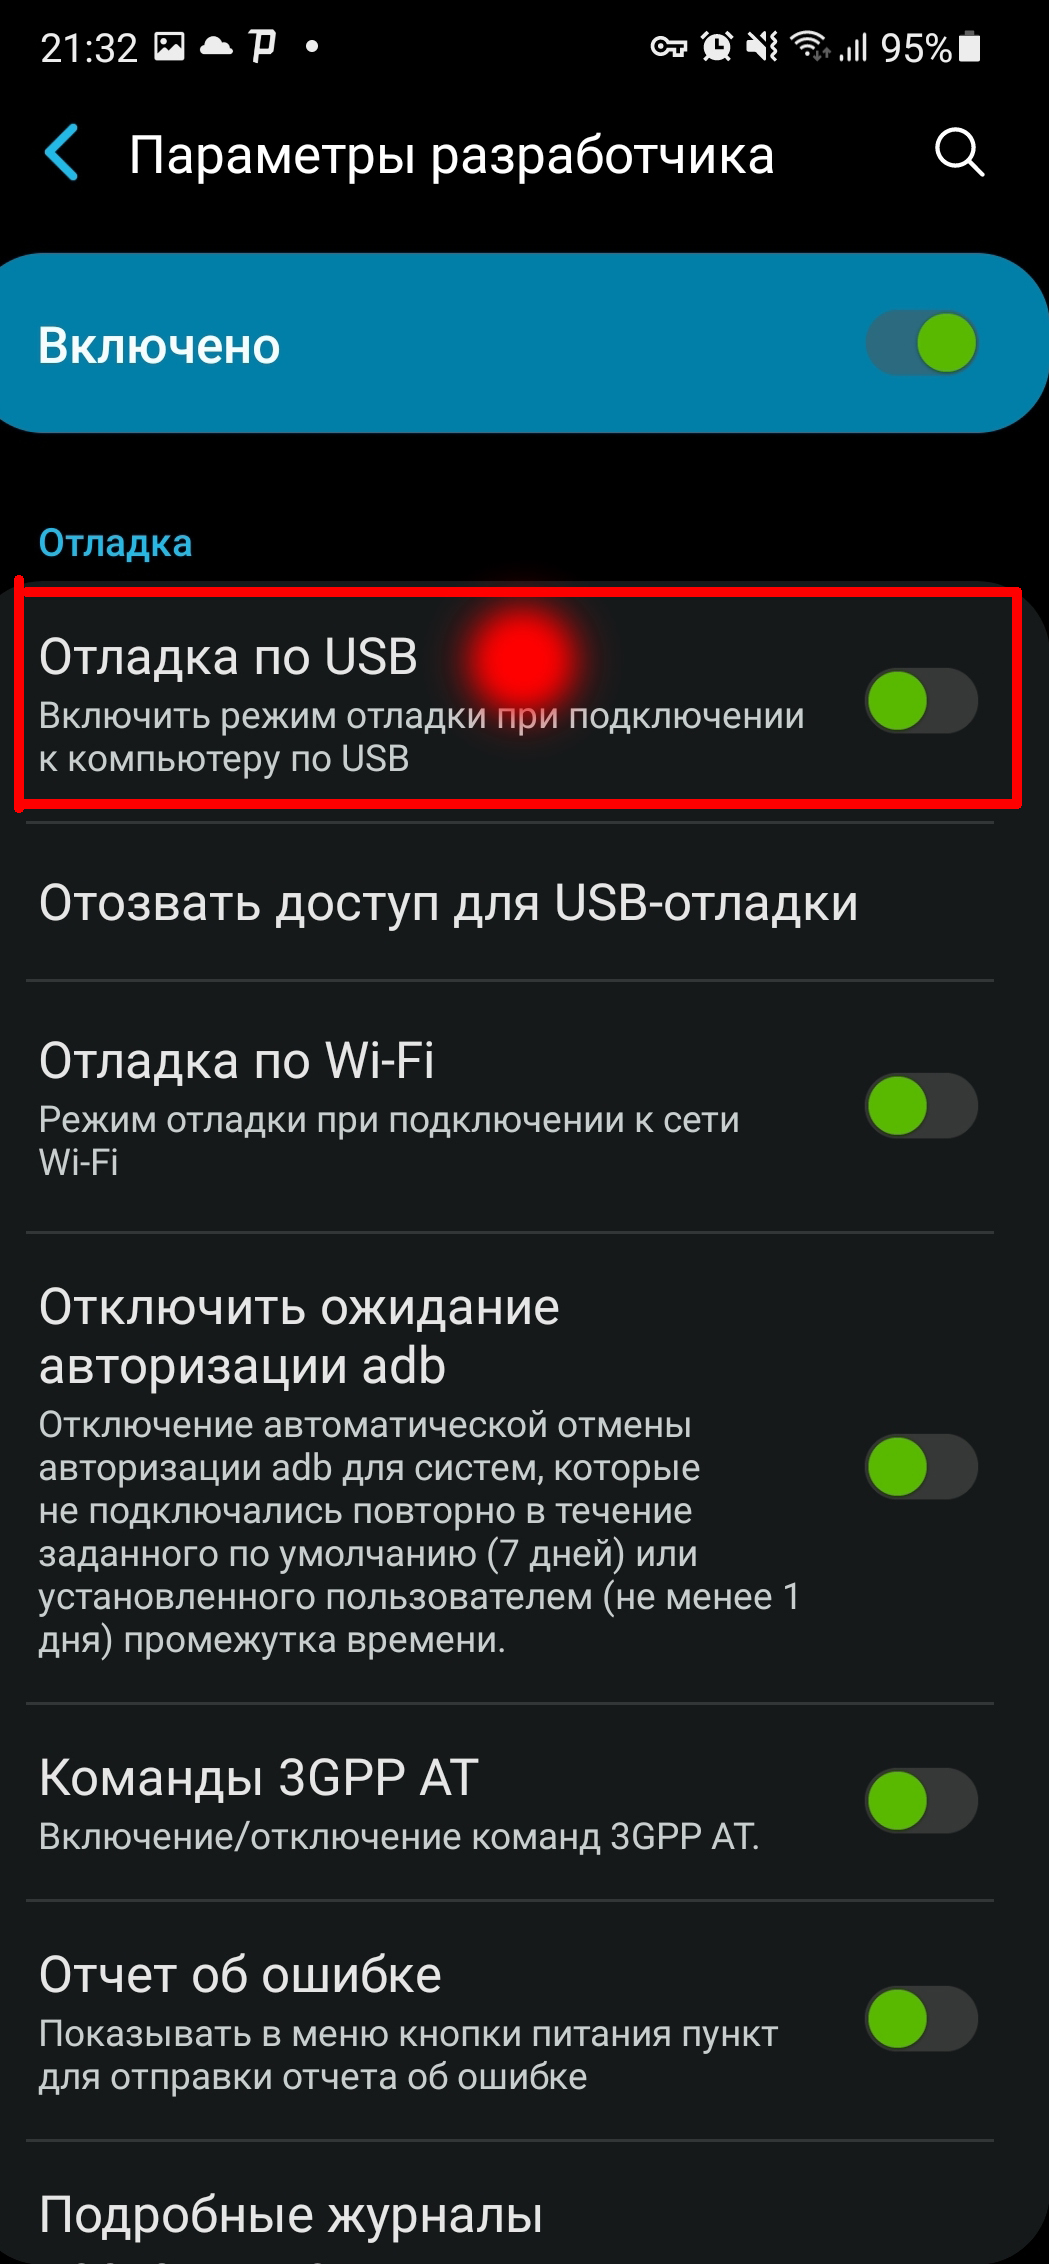 21:32
95%
Параметры разработчика
Включено
Отладка
Отладка по USB
Включить режим отладки при подключении
к компьютеру по USB
Отозвать доступ для USB-отладки
Отладка по Wi-Fi
Режим отладки при подключении к сети
Wi-Fi
Отключить ожидание
авторизации adb
Отключение автоматической отмены
авторизации adb для систем, которые
не подключались повторно в течение
заданного по умолчанию (7 дней) или
установленного пользователем (не менее 1
дня) промежутка времени.
Команды 3GPP AT
Включение/отключение команд 3GPP AT.
Отчет об ошибке
Показывать в меню кнопки питания пункт
для отправки отчета об ошибке
Подробные журналы